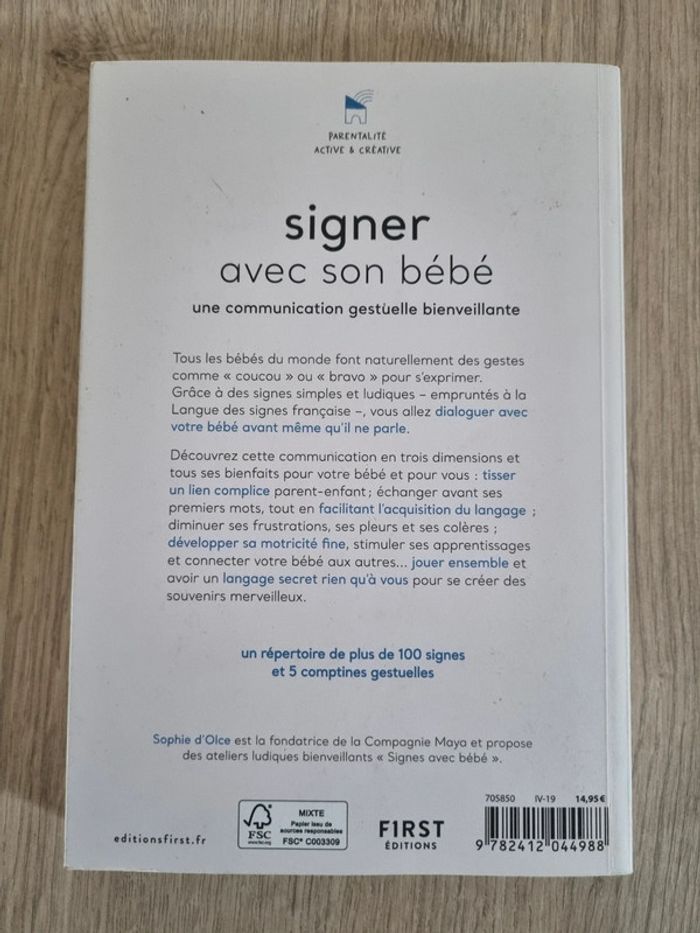 PARENTALITÉ
ACTIVE & CRÉATIVE
signer
avec son bébé
une communication gestuelle bienveillante
Tous les bébés du monde font naturellement des gestes
comme « coucou » ou « bravo » pour s'exprimer.
Grâce à des signes simples et ludiques – empruntés à la
Langue des signes française –, vous allez dialoguer avec
votre bébé avant même qu'il ne parle.
Découvrez cette communication en trois dimensions et
tous ses bienfaits pour votre bébé et pour vous : tisser
un lien complice parent-enfant ; échanger avant ses
premiers mots, tout en facilitant l'acquisition du langage ;
diminuer ses frustrations, ses pleurs et ses colères ;
développer sa motricité fine, stimuler ses apprentissages
et connecter votre bébé aux autres... jouer ensemble et
avoir un langage secret rien qu'à vous pour se créer des
souvenirs merveilleux.
un répertoire de plus de 100 signes
et 5 comptines gestuelles
Sophie d'Olce est la fondatrice de la Compagnie Maya et propose
des ateliers ludiques bienveillants « Signes avec bébé ».
editionsfirst.fr
FSC
www.fsc.org
MIXTE
Papier issu de
sources responsables
FSC® C003309
F1RST
ÉDITIONS
705850 IV-19 14,95 €
9 782412 044988